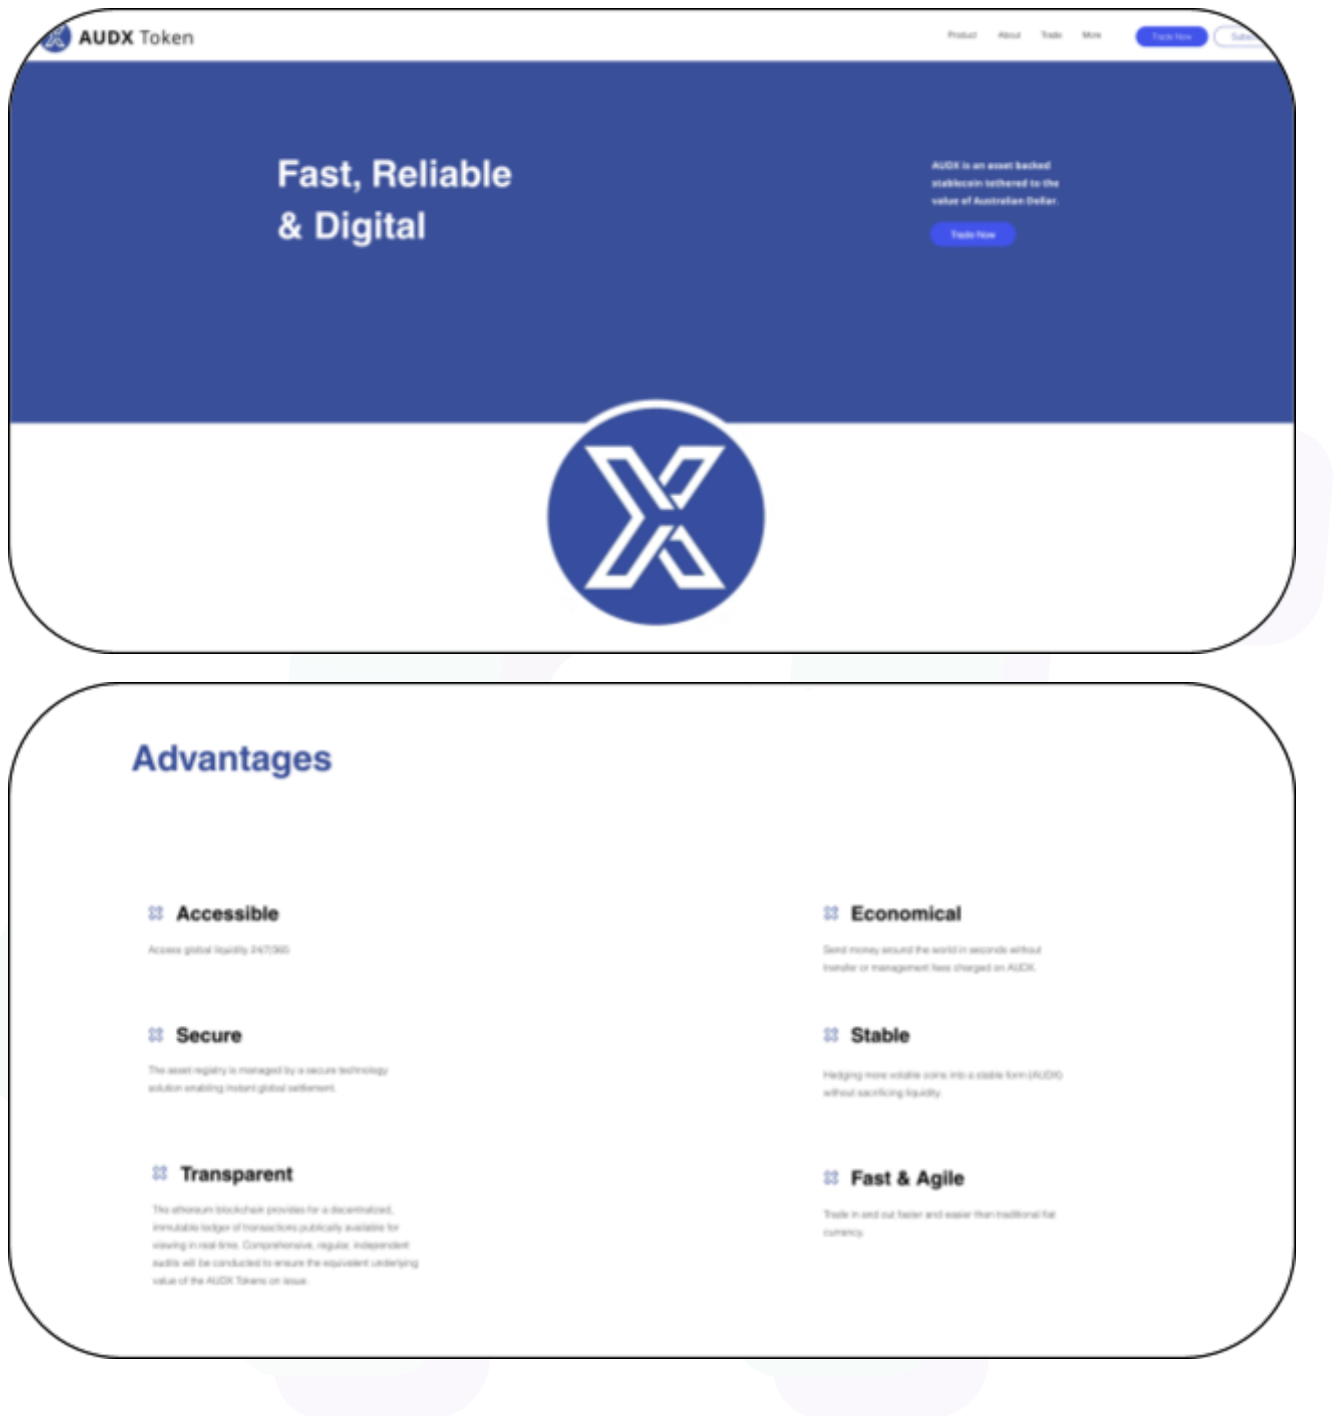 AUDX Token
Product About Trade More Trade Now
Fast, Reliable
& Digital
AUDX is an asset backed
stablecoin tethered to the
value of Australian Dollar.
Trade Now
Advantages
Accessible
Access global liquidity 24/7/365
Economical
Send money around the world in seconds without
transfer or management fees charged on AUDX.
Secure
The asset registry is managed by a secure technology
solution enabling instant global settlement.
Stable
Hedging more volatile coins into a stable form (AUDX)
without sacrificing liquidity.
Transparent
The ethereum blockchain provides for a decentralized,
immutable ledger of transactions publically available for
viewing in real-time. Comprehensive, regular, independent
audits will be conducted to ensure the equivalent underlying
value of the AUDX Tokens on issue.
Fast & Agile
Trade in and out faster and easier than traditional fiat
currency.